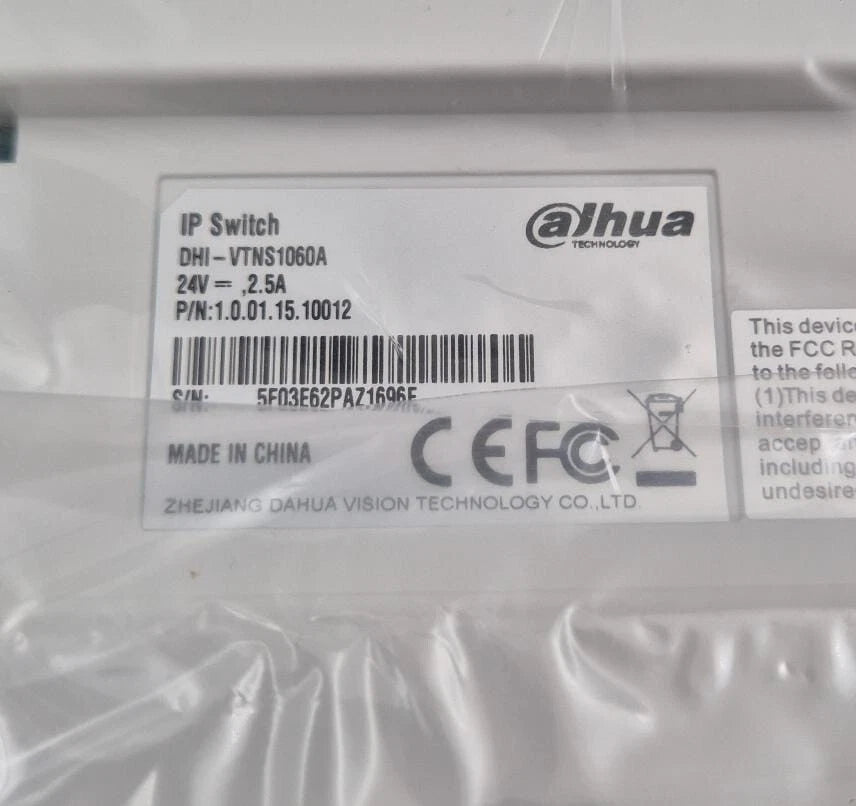 IP Switch
DHI-VTNS1060A
24V ⎓ ,2.5A
P/N:1.0.01.15.10012
S/N: 5F03E62PAZ1696F
MADE IN CHINA
CE FC
ZHEJIANG DAHUA VISION TECHNOLOGY CO.,LTD.
alhua
TECHNOLOGY
This device
the FCC R
to the follo
(1)This de
interferen
accep an
including
undesire